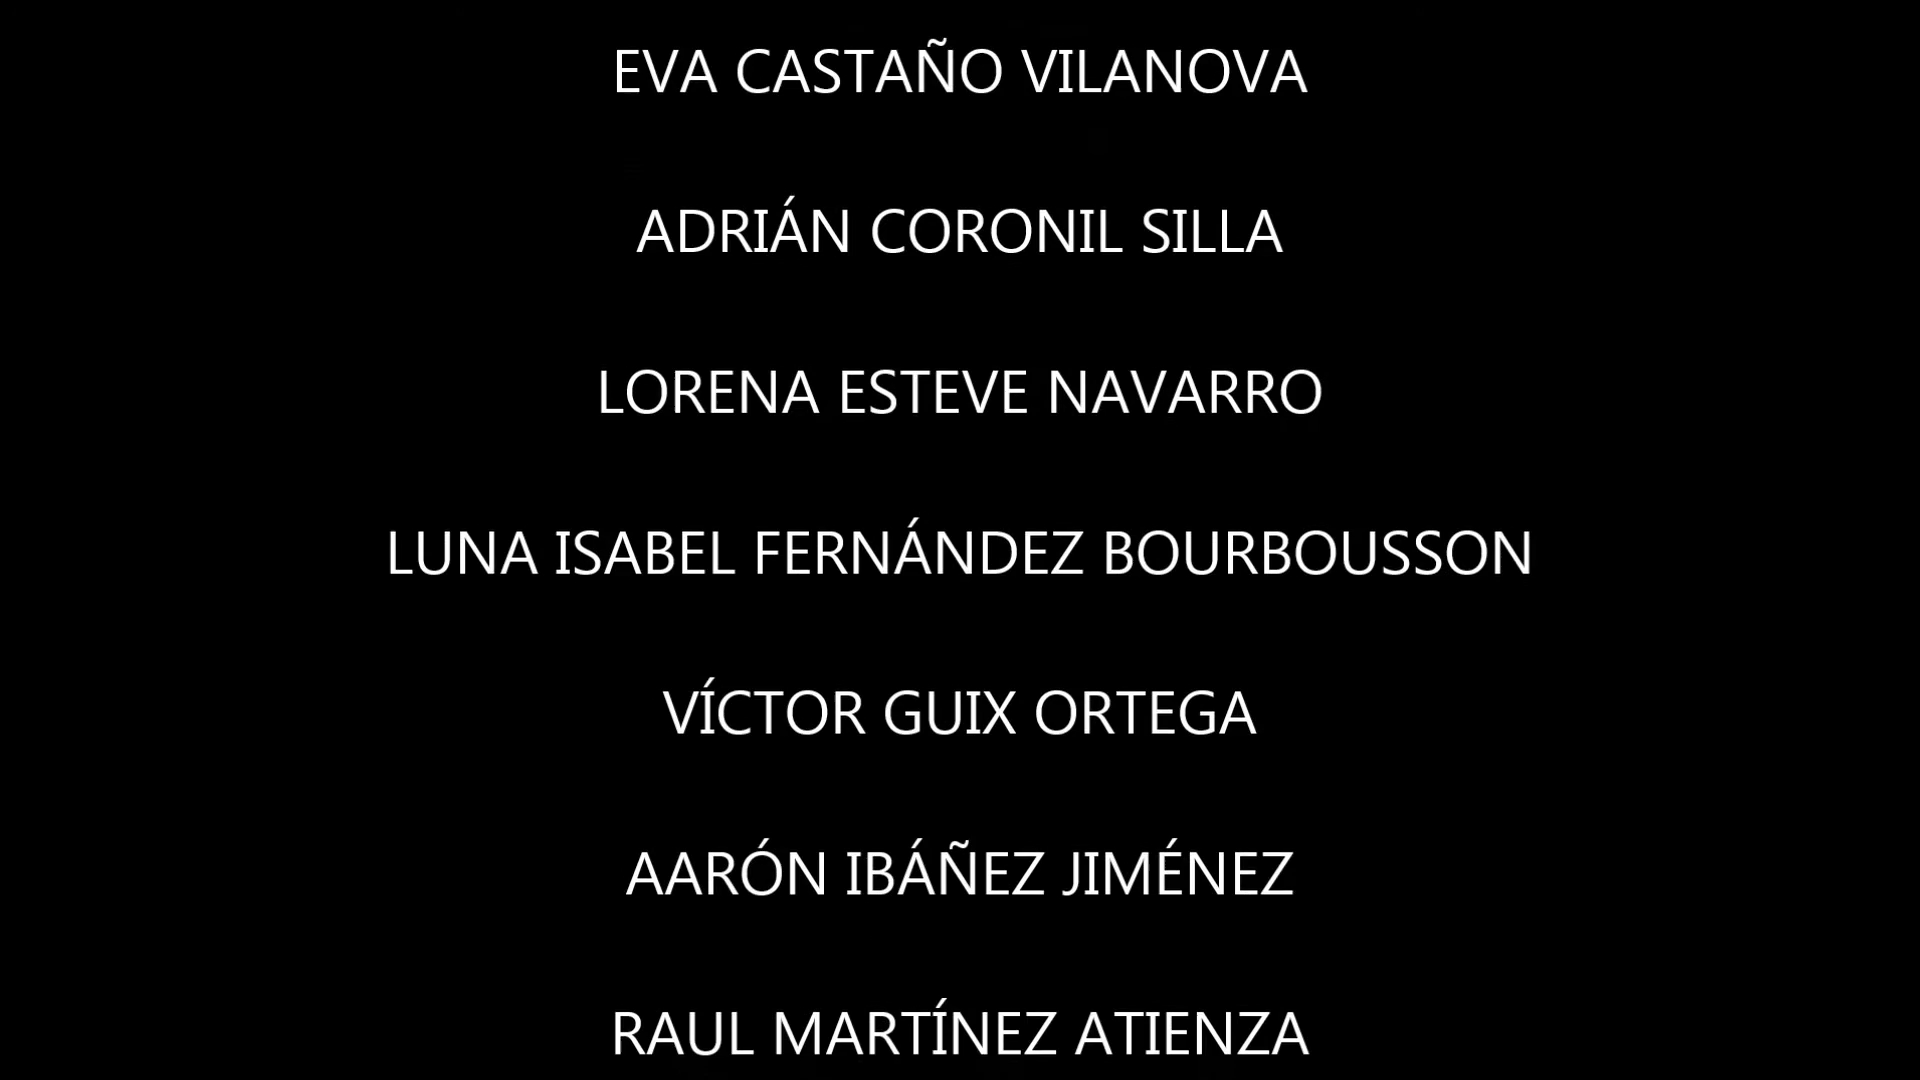 EVA CASTAÑO VILANOVA
ADRIÁN CORONIL SILLA
LORENA ESTEVE NAVARRO
LUNA ISABEL FERNÁNDEZ BOURBOUSSON
VÍCTOR GUIX ORTEGA
AARÓN IBÁÑEZ JIMÉNEZ
RAUL MARTÍNEZ ATIENZA